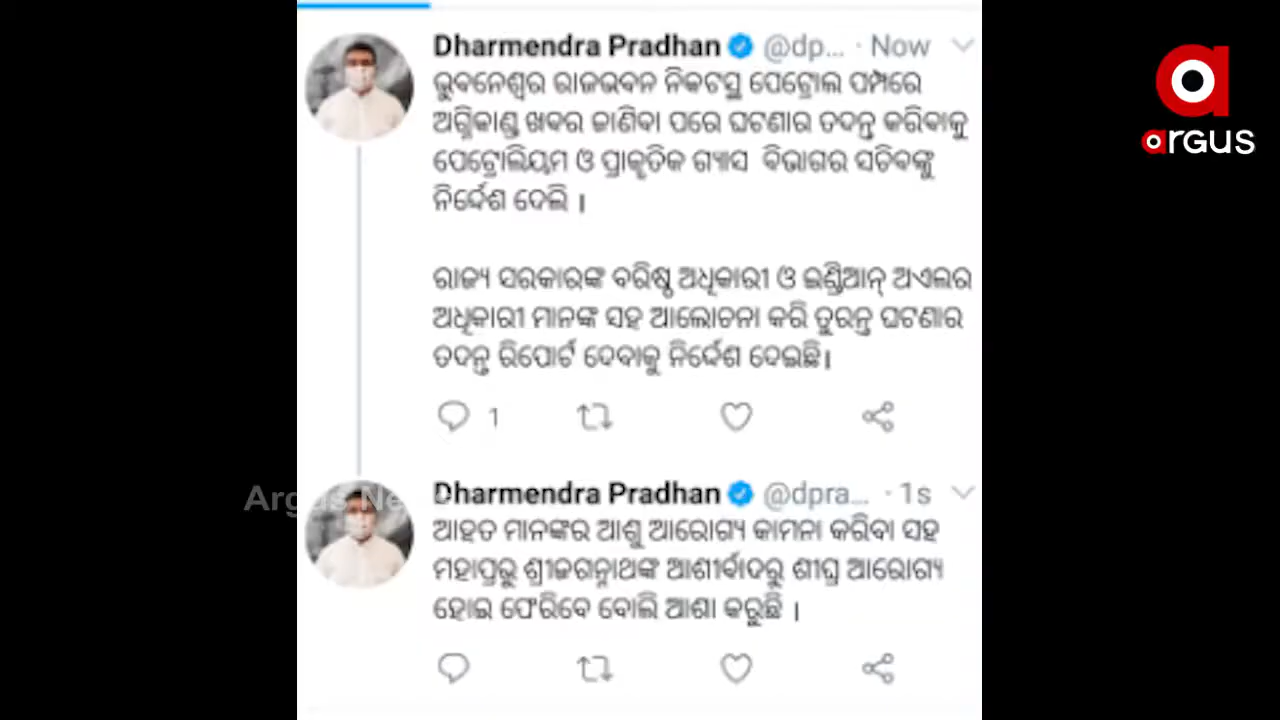 Dharmendra Pradhan @dp... · Now
ଭୁବନେଶ୍ୱର ରାଜଭବନ ନିକଟସ୍ଥ ପେଟ୍ରୋଲ ପମ୍ପରେ
ଅଗ୍ନିକାଣ୍ଡ ଖବର ଜାଣିବା ପରେ ଘଟଣାର ତଦନ୍ତ କରିବାକୁ
ପେଟ୍ରୋଲିୟମ ଓ ପ୍ରାକୃତିକ ଗ୍ୟାସ ବିଭାଗର ସଚିବଙ୍କୁ
ନିର୍ଦ୍ଦେଶ ଦେଲି ।
ରାଜ୍ୟ ସରକାରଙ୍କ ବରିଷ୍ଠ ଅଧିକାରୀ ଓ ଇଣ୍ଡିଆନ୍ ଅଏଲର
ଅଧିକାରୀ ମାନଙ୍କ ସହ ଆଲୋଚନା କରି ତୁରନ୍ତ ଘଟଣାର
ତଦନ୍ତ ରିପୋର୍ଟ ଦେବାକୁ ନିର୍ଦ୍ଦେଶ ଦେଇଛି।
1
Dharmendra Pradhan @dpra... · 1s
ଆହତ ମାନଙ୍କର ଆଶୁ ଆରୋଗ୍ୟ କାମନା କରିବା ସହ
ମହାପ୍ରଭୁ ଶ୍ରୀଜଗନ୍ନାଥଙ୍କ ଆଶୀର୍ବାଦରୁ ଶୀଘ୍ର ଆରୋଗ୍ୟ
ହୋଇ ଫେରିବେ ବୋଲି ଆଶା କରୁଛି ।
argus
Argus Ne